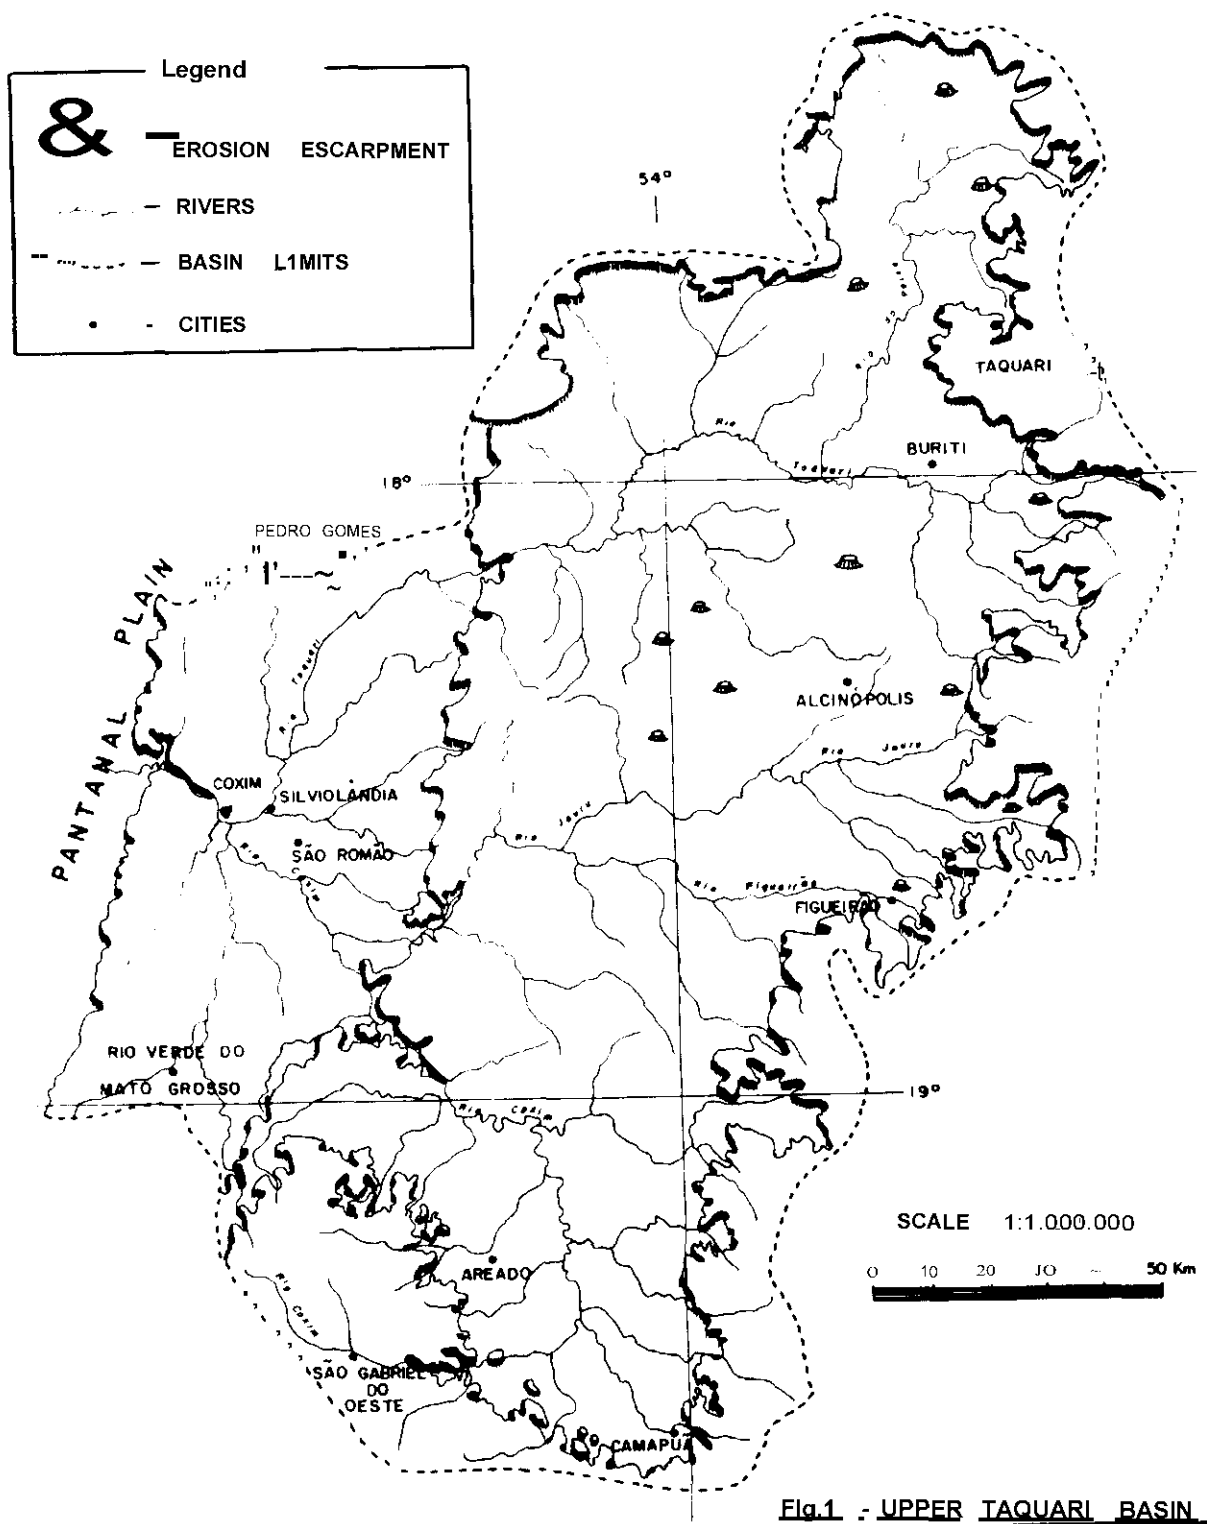 Legend
& — EROSION ESCARPMENT
— RIVERS
— BASIN L1MITS
• - CITIES
54°
TAQUARI
BURITI
Rio
Taquari
18°
PEDRO GOMES
PANTANAL PLAIN
Rio Taquari
ALCINÓPOLIS
Rio Jauru
COXIM
SILVIOLÂNDIA
Rio Jauru
SÃO ROMÃO
Rio Coxim
Rio Figueirão
FIGUEIRÃO
RIO VERDE DO
MATO GROSSO
19°
Rio Coxim
SCALE 1:1.000.000
0 10 20 JO ~ 50 Km
AREADO
Rio Coxim
SÃO GABRIEL
DO
OESTE
CAMAPUÃ
FIg.1 - UPPER TAQUARI BASIN